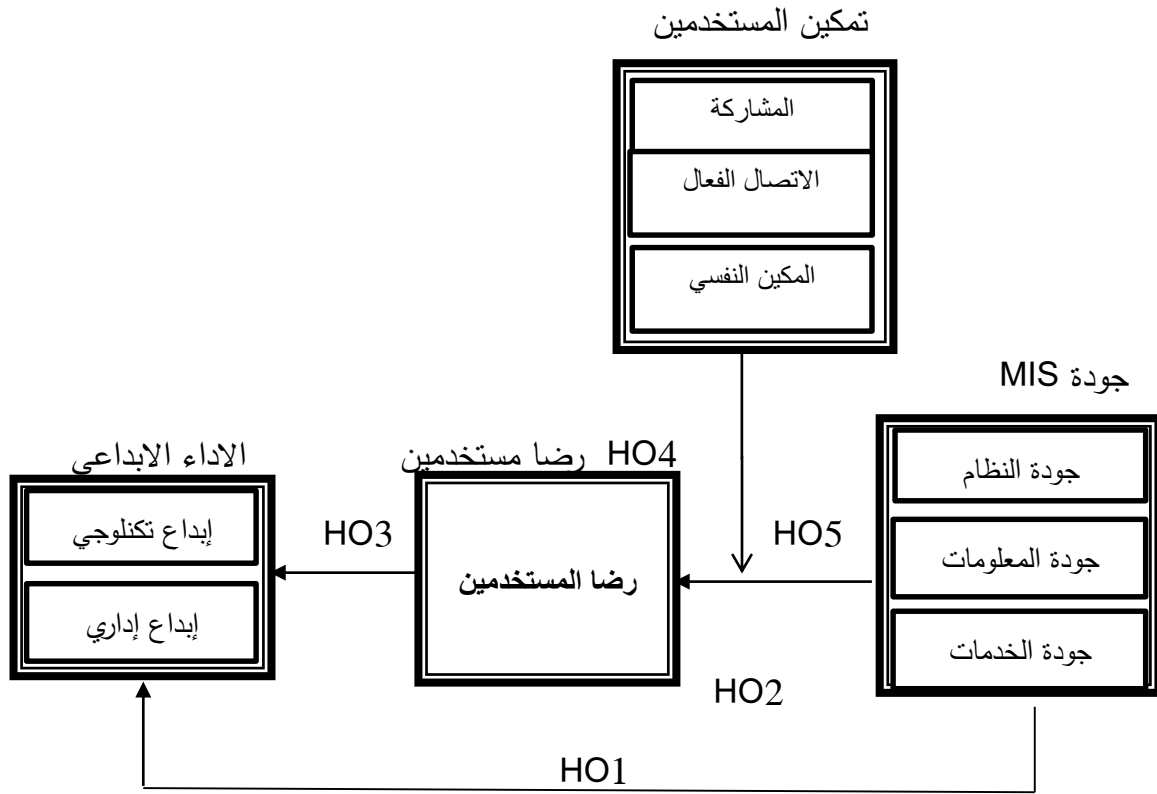 تمكين المستخدمين
المشاركة
الاتصال الفعال
المكين النفسي
جودة MIS
جودة النظام
جودة المعلومات
جودة الخدمات
HO5
HO2
HO4 رضا مستخدمين
رضا المستخدمين
HO3
الاداء الابداعي
إبداع تكنلوجي
إبداع إداري
HO1